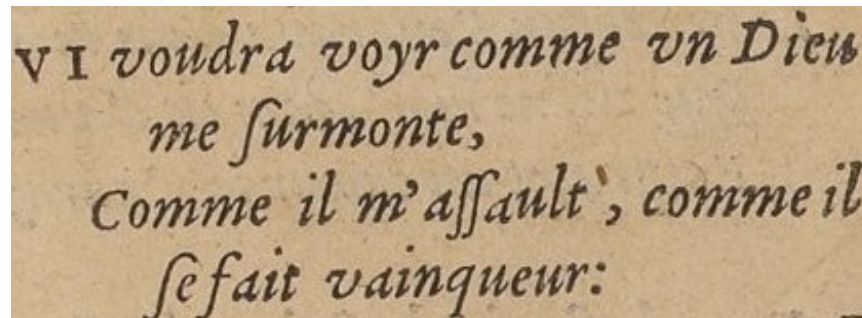 VI voudra voyr comme vn Dieu
me ſurmonte,
Comme il m'aſſault, comme il
ſe fait vainqueur: